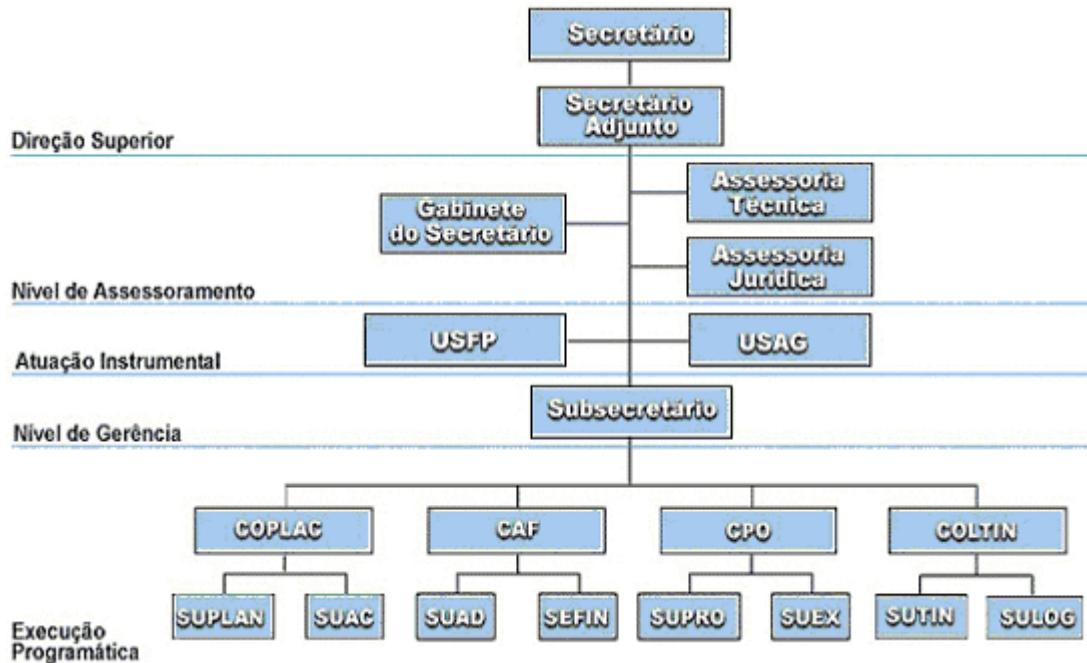 Secretário
Secretário
Adjunto
Direção Superior
Assessoria
Técnica
Gabinete
do Secretário
Assessoria
Jurídica
Nível de Assessoramento
USFP
USAG
Atuação Instrumental
Subsecretário
Nível de Gerência
COPLAC
CAF
CPO
COLTIN
SUPLAN
SUAC
SUAD
SEFIN
SUPRO
SUEX
SUTIN
SULOG
Execução
Programática